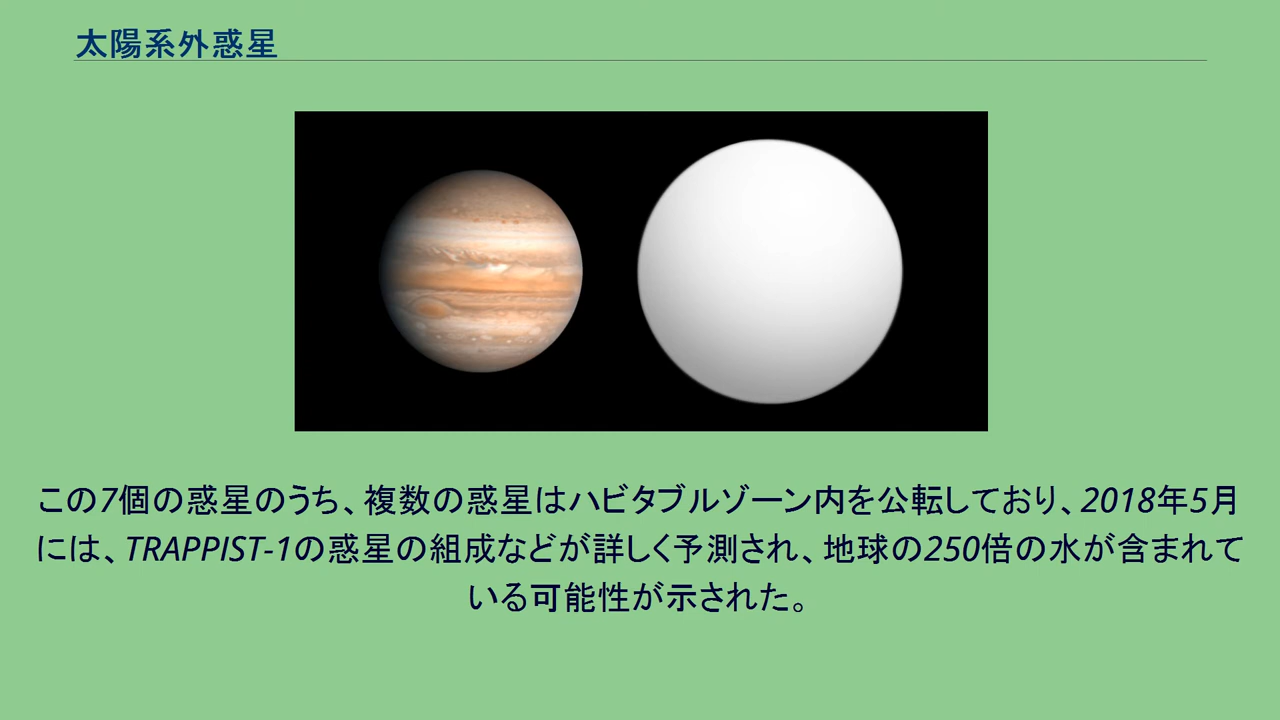 太陽系外惑星
この7個の惑星のうち、複数の惑星はハビタブルゾーン内を公転しており、2018年5月
には、TRAPPIST-1の惑星の組成などが詳しく予測され、地球の250倍の水が含まれて
いる可能性が示された。